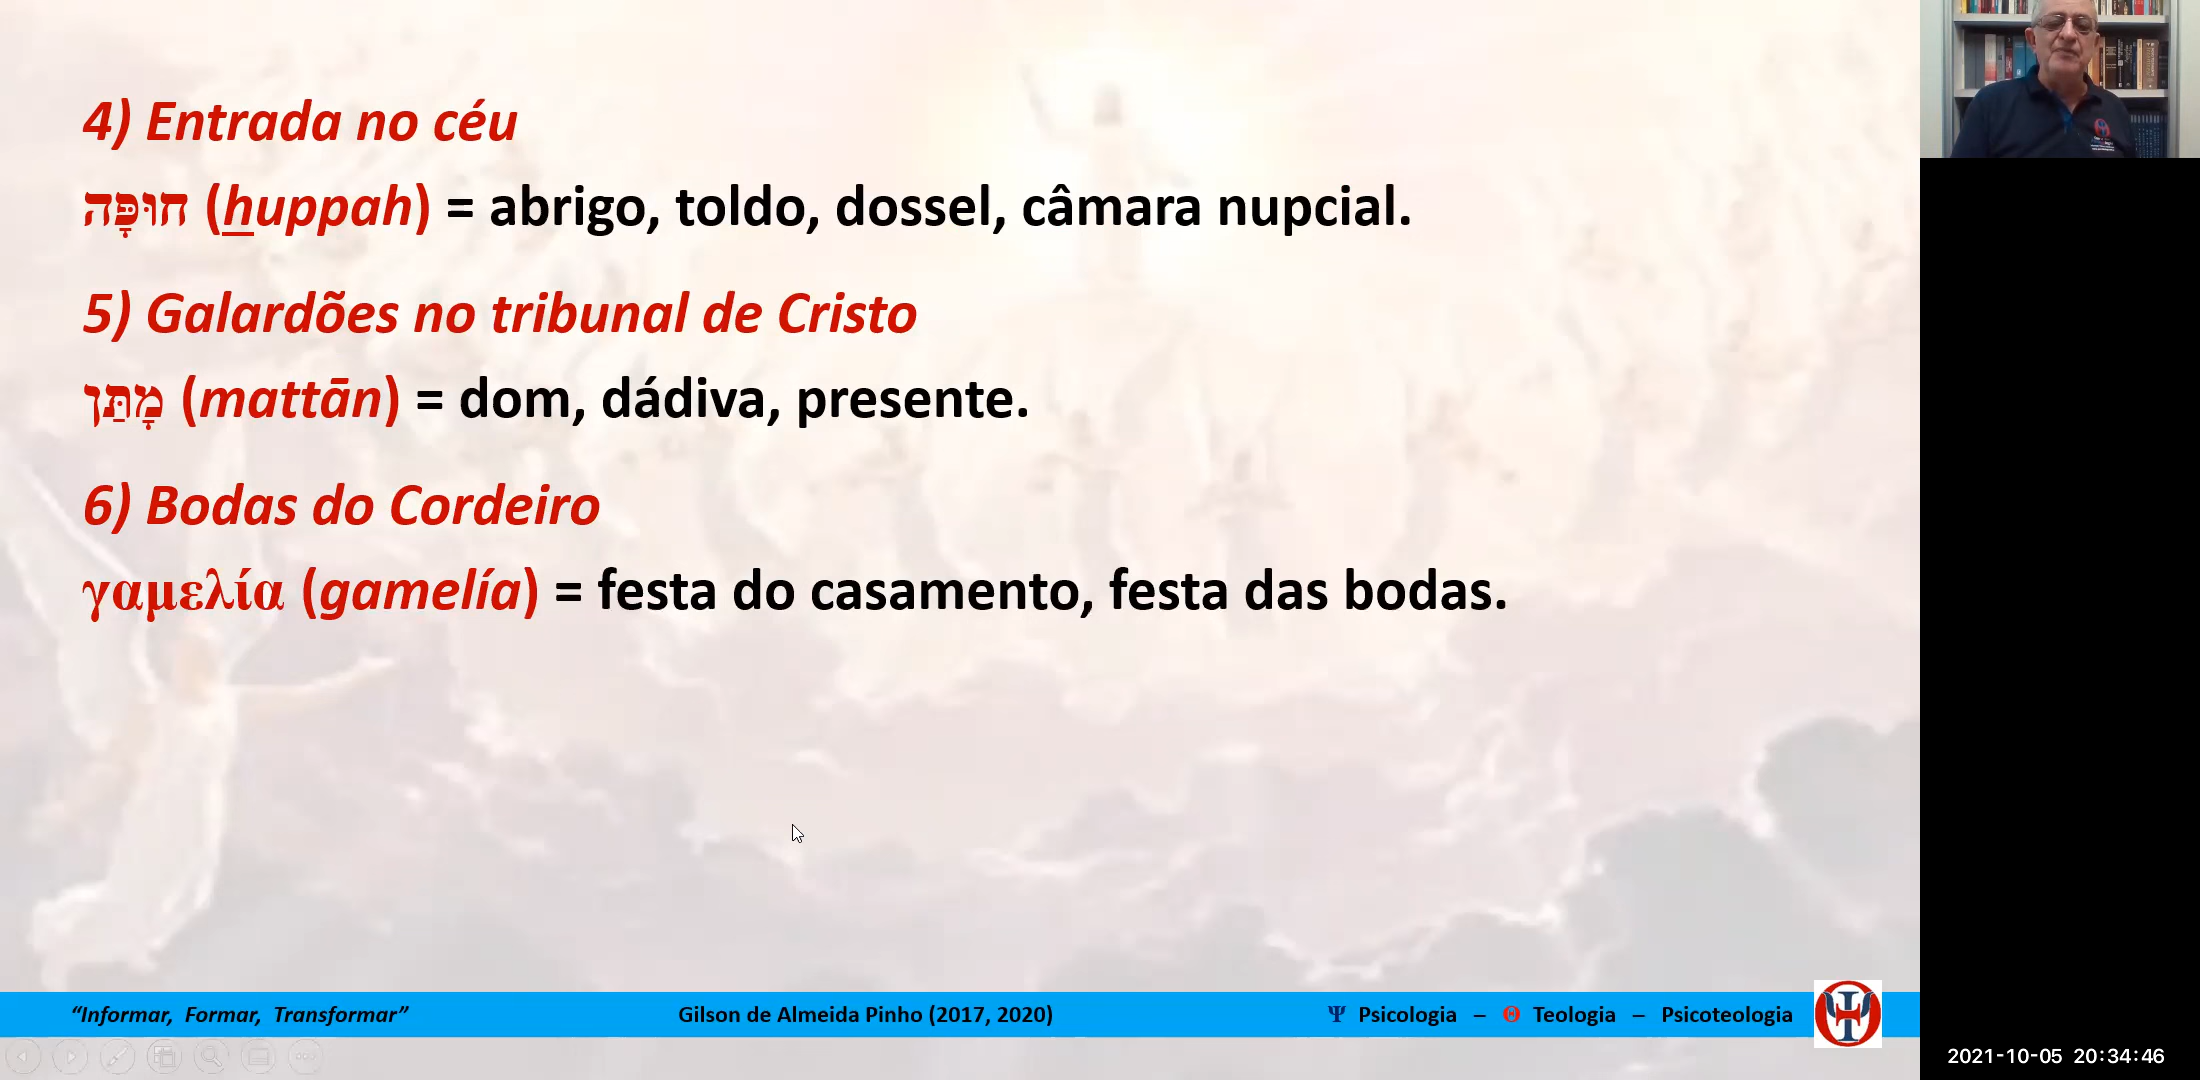 4) Entrada no céu
חוּפָּה (huppah) = abrigo, toldo, dossel, câmara nupcial.
5) Galardões no tribunal de Cristo
מָתַּן (mattān) = dom, dádiva, presente.
6) Bodas do Cordeiro
γαμελία (gamelía) = festa do casamento, festa das bodas.
“Informar, Formar, Transformar” Gilson de Almeida Pinho (2017, 2020) Ψ Psicologia – Θ Teologia – Psicoteologia
2021-10-05 20:34:46